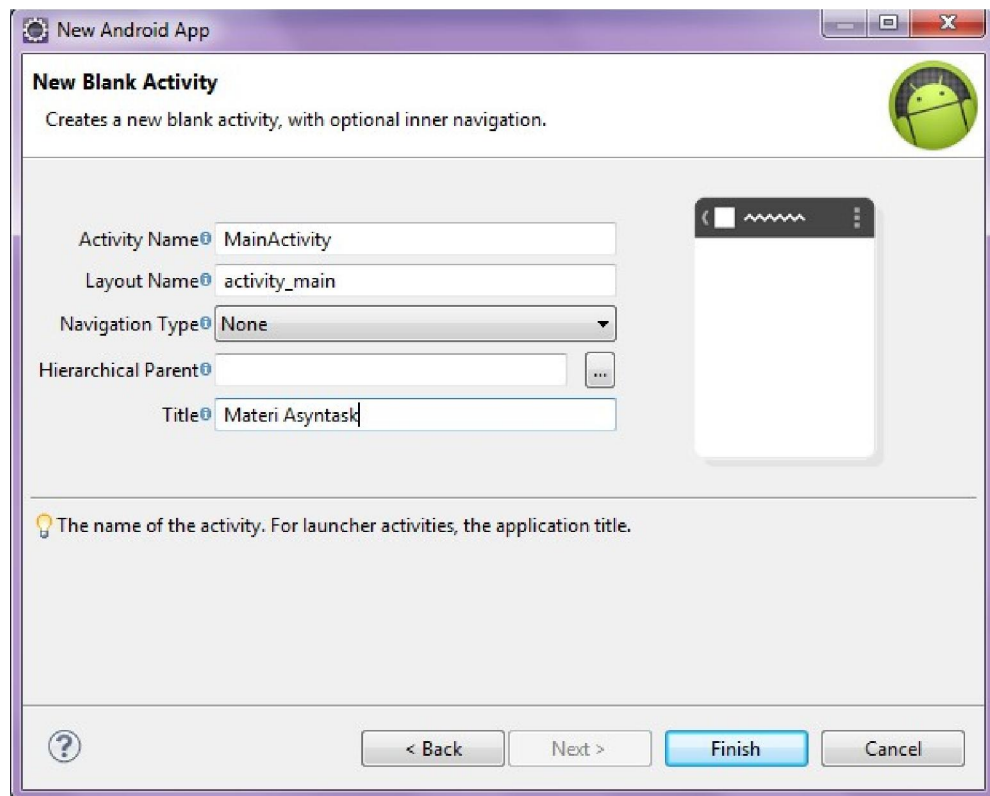 New Android App
New Blank Activity
Creates a new blank activity, with optional inner navigation.
Activity Name MainActivity
Layout Name activity_main
Navigation Type None
Hierarchical Parent ...
Title Materi Asyntask
The name of the activity. For launcher activities, the application title.
? < Back Next > Finish Cancel